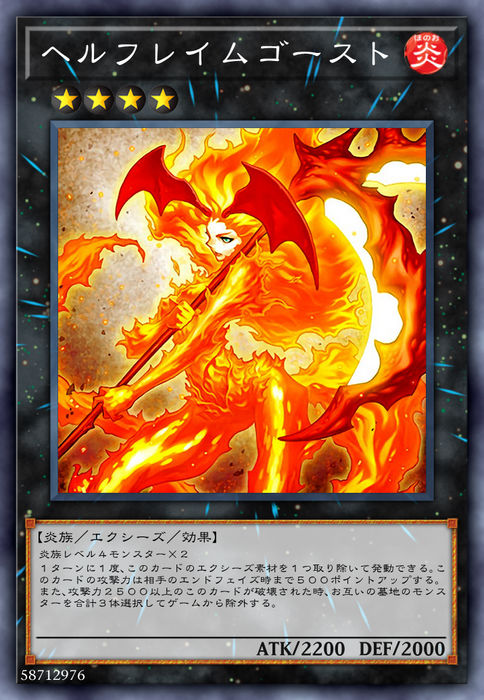 ヘルフレイムゴースト
ほのお
炎
【炎族／エクシーズ／効果】
炎族レベル４モンスター×２
１ターンに１度、このカードのエクシーズ素材を１つ取り除いて発動できる。こ
のカードの攻撃力は相手のエンドフェイズ時まで５００ポイントアップする。
また、攻撃力２５００以上のこのカードが破壊された時、お互いの墓地のモンス
ターを合計３体選択してゲームから除外する。
ATK/2200 DEF/2000
58712976